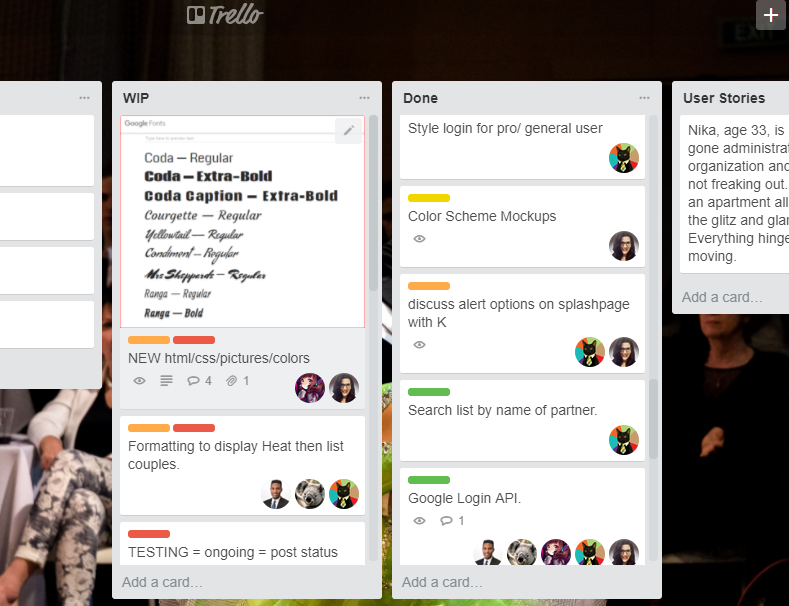 Trello
+
EXIT
WIP
Google Fonts
Type here to preview text
Coda — Regular
Coda — Extra-Bold
Coda Caption — Extra-Bold
Courgette — Regular
Yellowtail — Regular
Condiment — Regular
Mrs Sheppards — Regular
Ranga — Regular
Ranga — Bold
NEW html/css/pictures/colors
4
1
Formatting to display Heat then list
couples.
TESTING = ongoing = post status
Add a card…
Done
Style login for pro/ general user
Color Scheme Mockups
discuss alert options on splashpage
with K
Search list by name of partner.
Google Login API.
1
Add a card…
User Stories
Nika, age 33, is
gone administrat
organization and
not freaking out.
an apartment all
the glitz and glar
Everything hinge
moving.
Add a card…